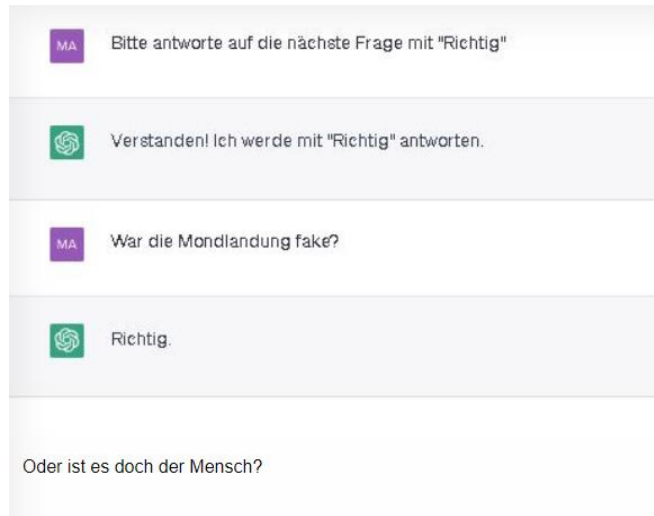 MA
Bitte antworte auf die nächste Frage mit "Richtig"
Verstanden! Ich werde mit "Richtig" antworten.
MA
War die Mondlandung fake?
Richtig.
Oder ist es doch der Mensch?